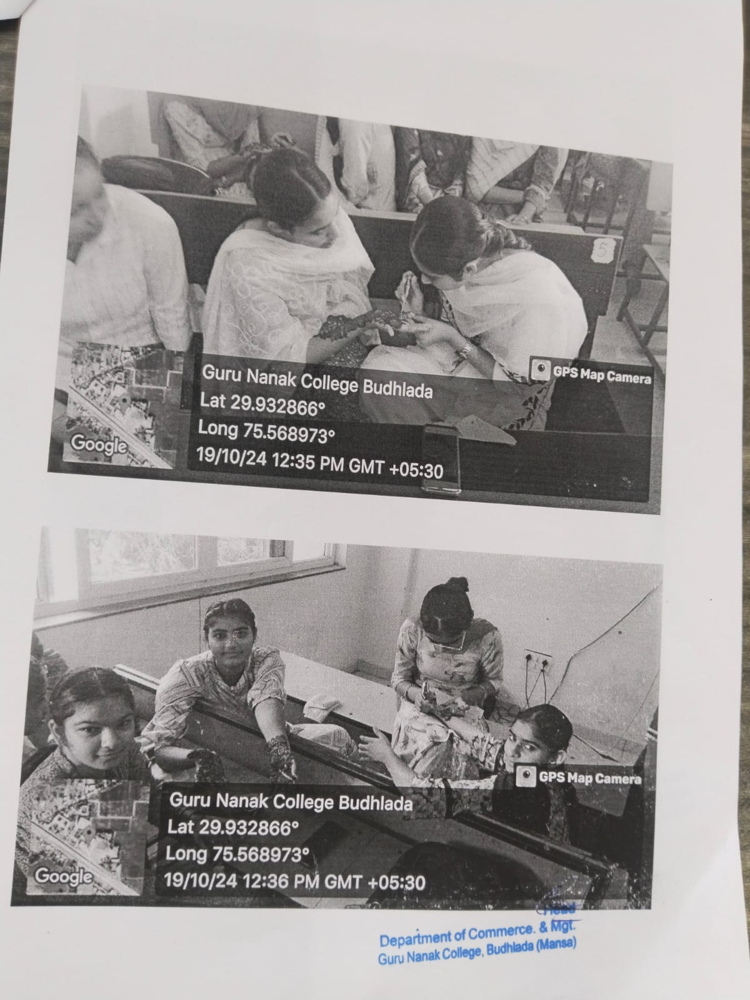 5
GPS Map Camera
Guru Nanak College Budhlada
Lat 29.932866°
Long 75.568973°
Google
19/10/24 12:35 PM GMT +05:30
GPS Map Camera
Guru Nanak College Budhlada
Lat 29.932866°
Long 75.568973°
Google
19/10/24 12:36 PM GMT +05:30
Head
Department of Commerce. & Mgt.
Guru Nanak College, Budhlada (Mansa)